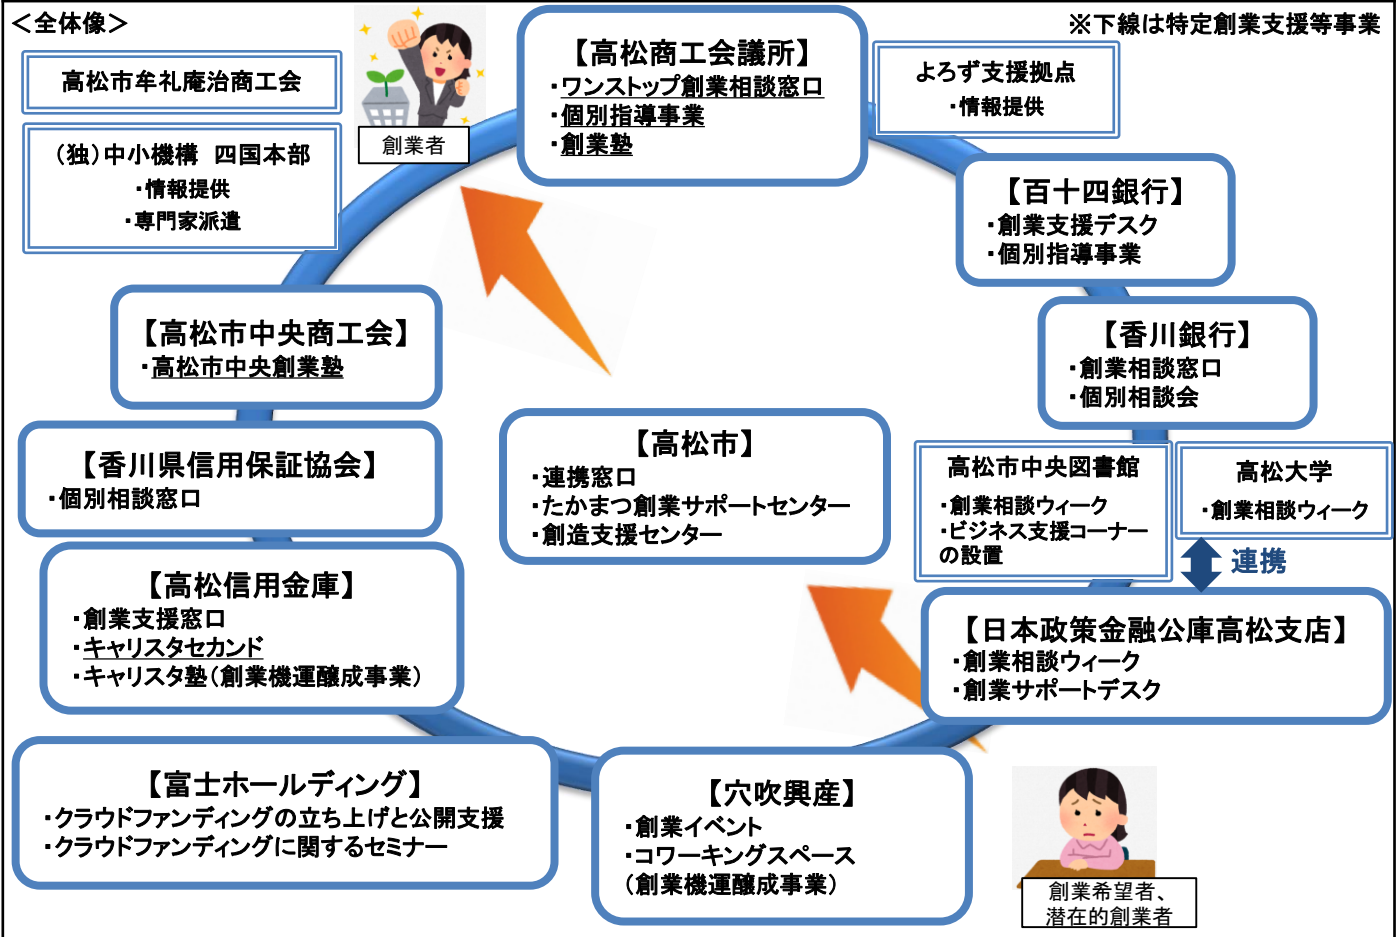 ＜全体像＞
※下線は特定創業支援等事業
高松市牟礼庵治商工会
（独）中小機構　四国本部
・情報提供
・専門家派遣
創業者
【高松商工会議所】
・ワンストップ創業相談窓口
・個別指導事業
・創業塾
よろず支援拠点
・情報提供
【百十四銀行】
・創業支援デスク
・個別指導事業
【高松市中央商工会】
・高松市中央創業塾
【香川銀行】
・創業相談窓口
・個別相談会
【香川県信用保証協会】
・個別相談窓口
【高松市】
・連携窓口
・たかまつ創業サポートセンター
・創造支援センター
高松市中央図書館
・創業相談ウィーク
・ビジネス支援コーナー
の設置
高松大学
・創業相談ウィーク
連携
【高松信用金庫】
・創業支援窓口
・キャリスタセカンド
・キャリスタ塾（創業機運醸成事業）
【日本政策金融公庫高松支店】
・創業相談ウィーク
・創業サポートデスク
【富士ホールディング】
・クラウドファンディングの立ち上げと公開支援
・クラウドファンディングに関するセミナー
【穴吹興産】
・創業イベント
・コワーキングスペース
（創業機運醸成事業）
創業希望者、
潜在的創業者